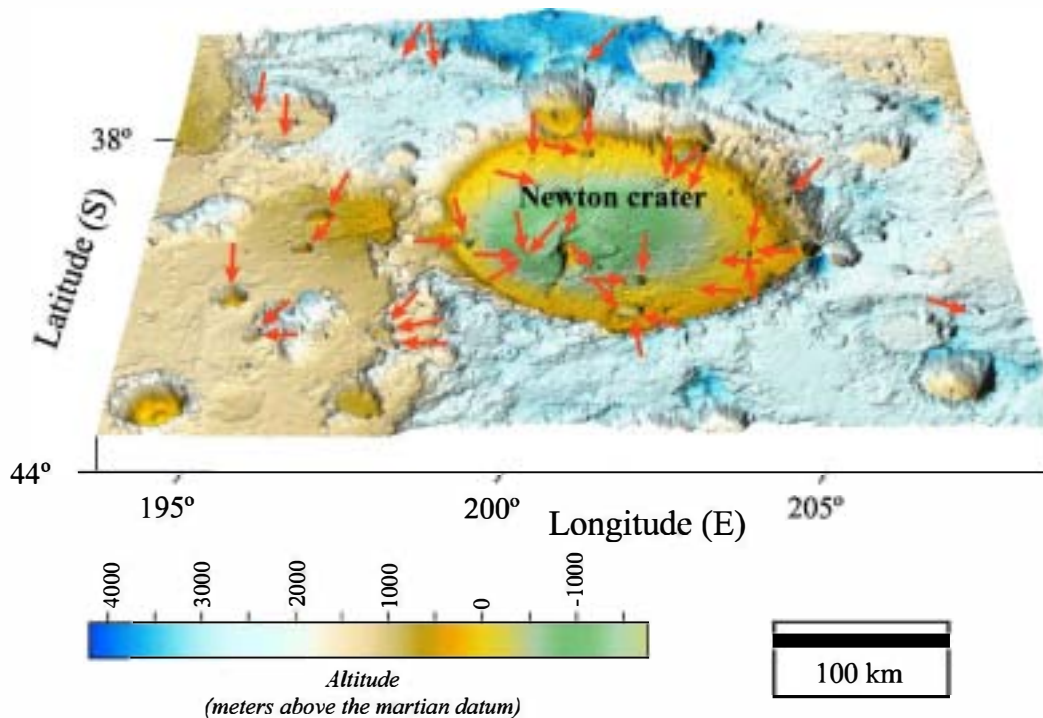 38º
Newton crater
Latitude (S)
44º
195º
200º
205º
Longitude (E)
4000
3000
2000
1000
0
-1000
Altitude
(meters above the martian datum)
100 km